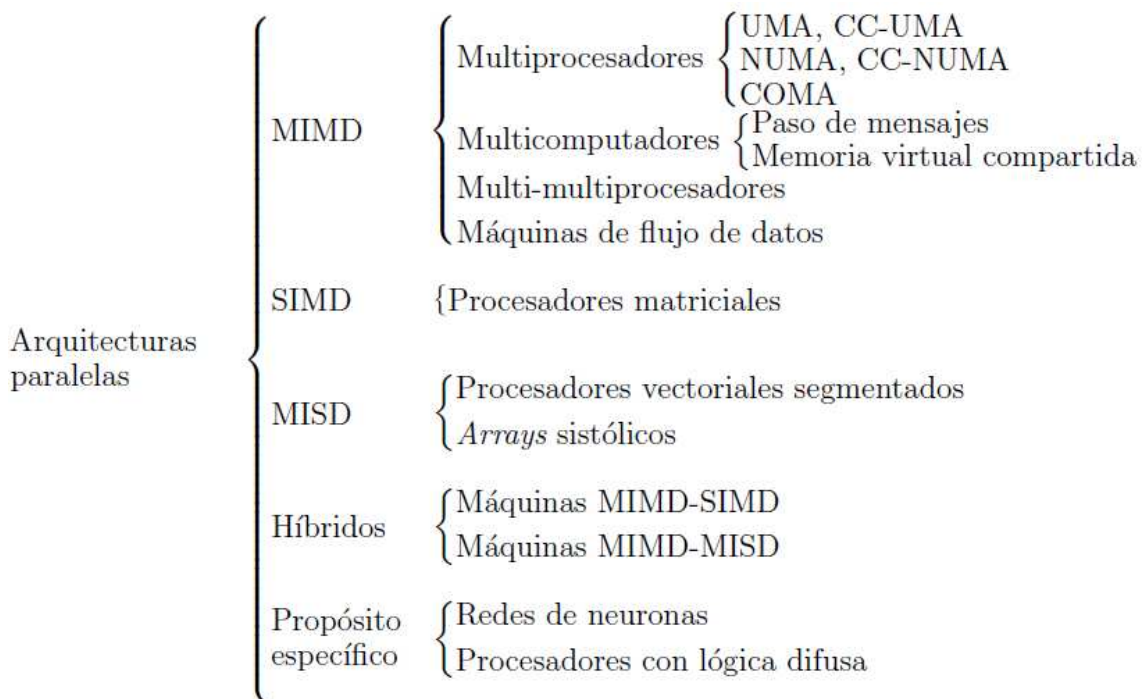 Arquitecturas
paralelas
MIMD
Multiprocesadores
UMA, CC-UMA
NUMA, CC-NUMA
COMA
Multicomputadores
Paso de mensajes
Memoria virtual compartida
Multi-multiprocesadores
Máquinas de flujo de datos
SIMD
Procesadores matriciales
MISD
Procesadores vectoriales segmentados
Arrays sistólicos
Híbridos
Máquinas MIMD-SIMD
Máquinas MIMD-MISD
Propósito
específico
Redes de neuronas
Procesadores con lógica difusa